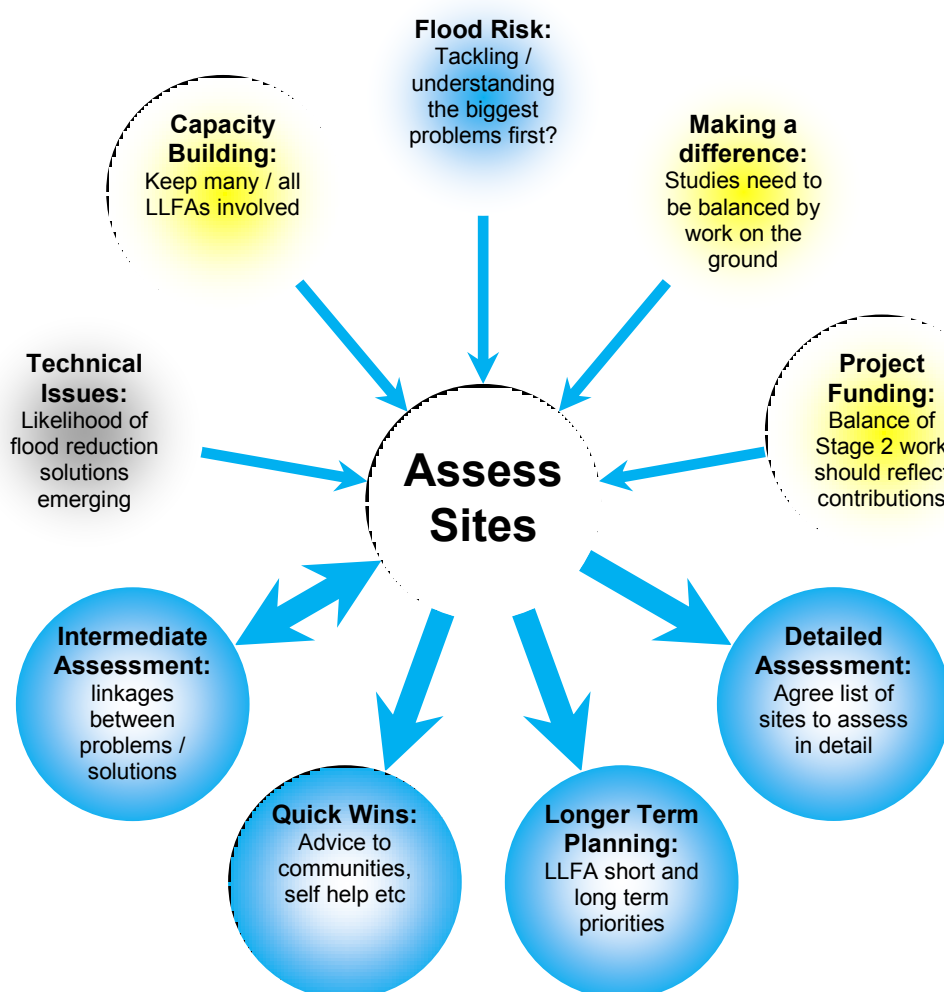 Flood Risk:
Tackling /
understanding
the biggest
problems first?
Capacity
Building:
Keep many / all
LLFAs involved
Making a
difference:
Studies need to
be balanced by
work on the
ground
Technical
Issues:
Likelihood of
flood reduction
solutions
emerging
Project
Funding:
Balance of
Stage 2 work
should reflect
contributions
Assess
Sites
Intermediate
Assessment:
linkages
between
problems /
solutions
Detailed
Assessment:
Agree list of
sites to assess
in detail
Quick Wins:
Advice to
communities,
self help etc
Longer Term
Planning:
LLFA short and
long term
priorities